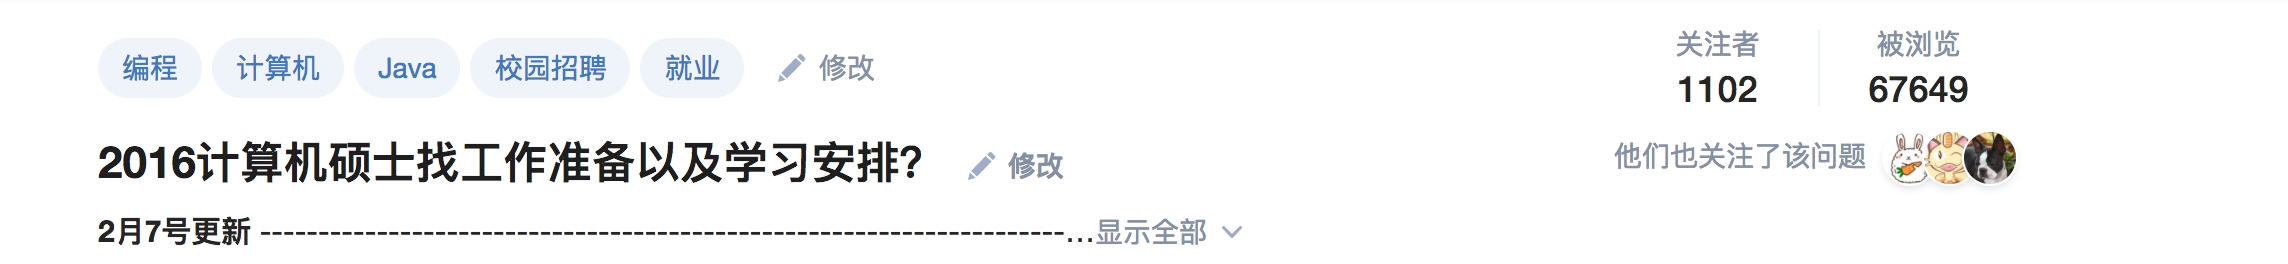 编程 计算机 Java 校园招聘 就业 修改
关注者 被浏览
1102 67649
2016计算机硕士找工作准备以及学习安排? 修改
他们也关注了该问题
2月7号更新 ----------------------------------------------------------------------...显示全部